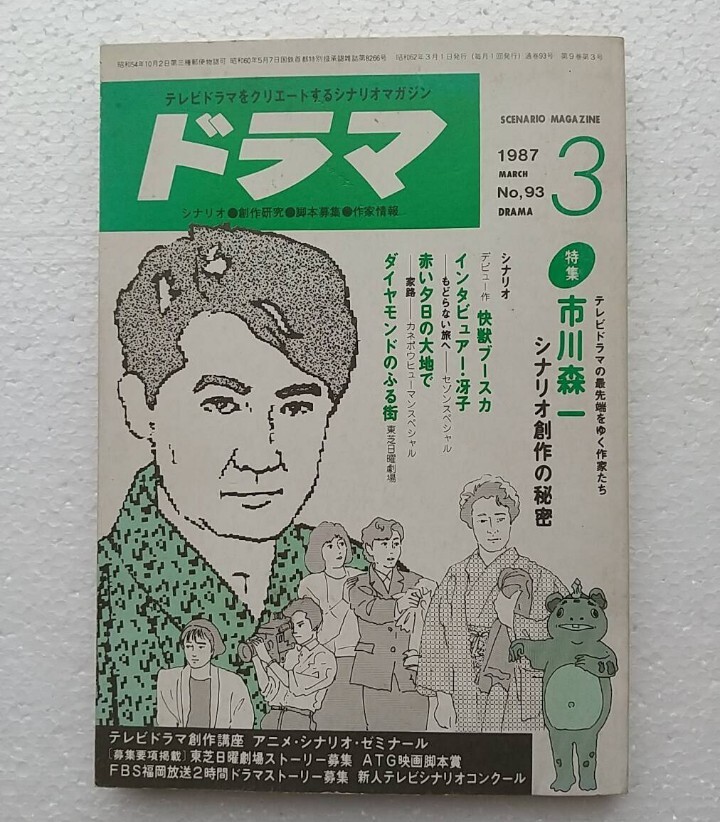 昭和54年10月2日第三種郵便物認可 昭和60年5月7日国鉄首都特別扱承認雑誌第8266号 昭和62年3月1日発行（毎月1回発行）通巻93号 第9巻第3号
テレビドラマをクリエートするシナリオマガジン
ドラマ
シナリオ●創作研究●脚本募集●作家情報
SCENARIO MAGAZINE
1987
MARCH
No,93
DRAMA
3
特集
テレビドラマの最先端をゆく作家たち
市川森一
シナリオ創作の秘密
シナリオ
デビュー作 快獣ブースカ
インタビュアー！冴子
──もどらない旅へ──セゾンスペシャル
赤い夕日の大地で
──家路──カネボウヒューマンスペシャル
ダイヤモンドのふる街 東芝日曜劇場
テレビドラマ創作講座 アニメ・シナリオ・ゼミナール
［募集要項掲載］東芝日曜劇場ストーリー募集 ATG映画脚本賞
FBS福岡放送2時間ドラマストーリー募集 新人テレビシナリオコンクール